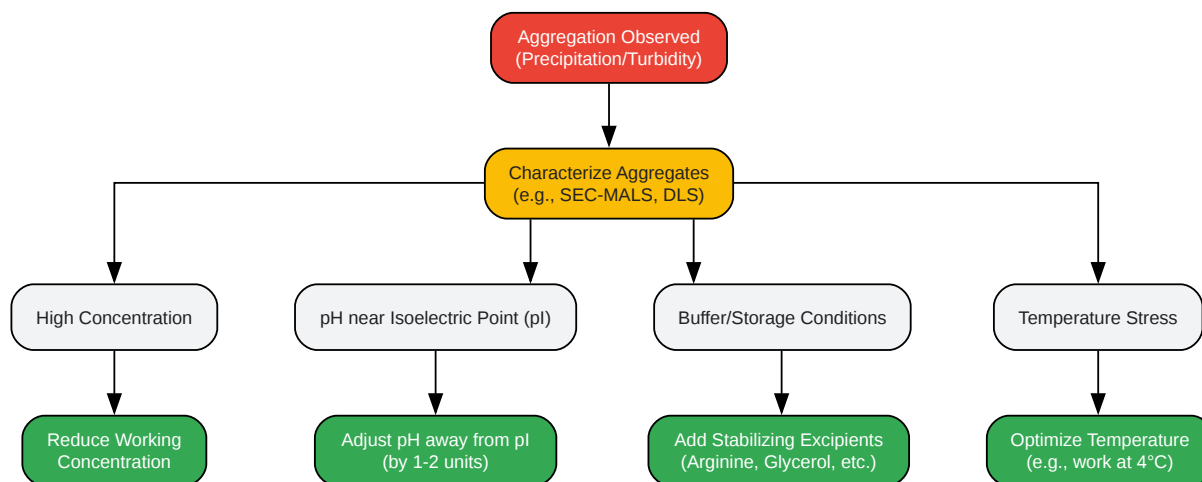 Aggregation Observed
(Precipitation/Turbidity)
Characterize Aggregates
(e.g., SEC-MALS, DLS)
High Concentration
pH near Isoelectric Point (pI)
Buffer/Storage Conditions
Temperature Stress
Reduce Working
Concentration
Adjust pH away from pI
(by 1-2 units)
Add Stabilizing Excipients
(Arginine, Glycerol, etc.)
Optimize Temperature
(e.g., work at 4°C)